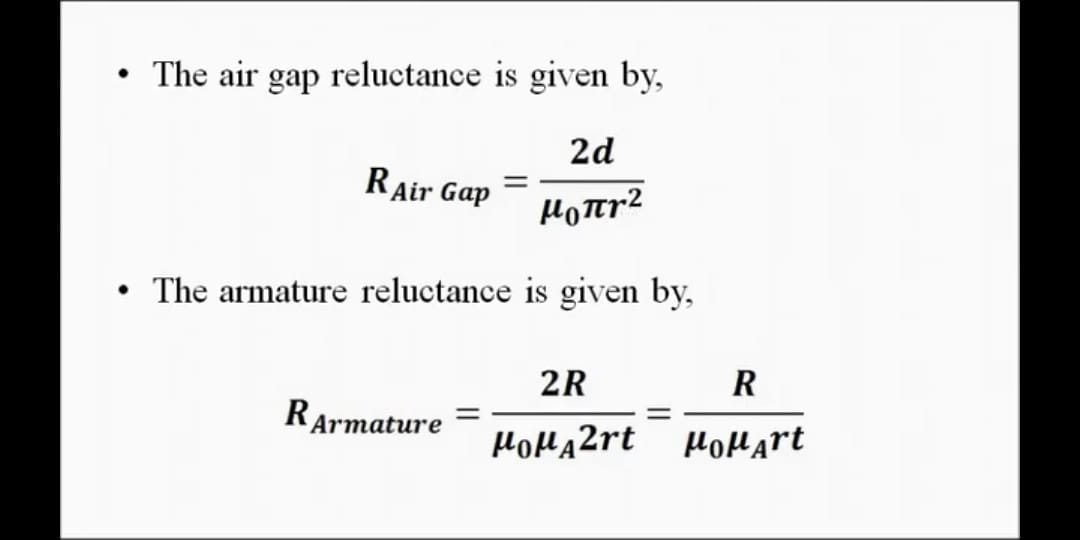 • The air gap reluctance is given by,
R_Air Gap = 2d / μ₀πr²
• The armature reluctance is given by,
R_Armature = 2R / μ₀μ_A2rt = R / μ₀μ_Art